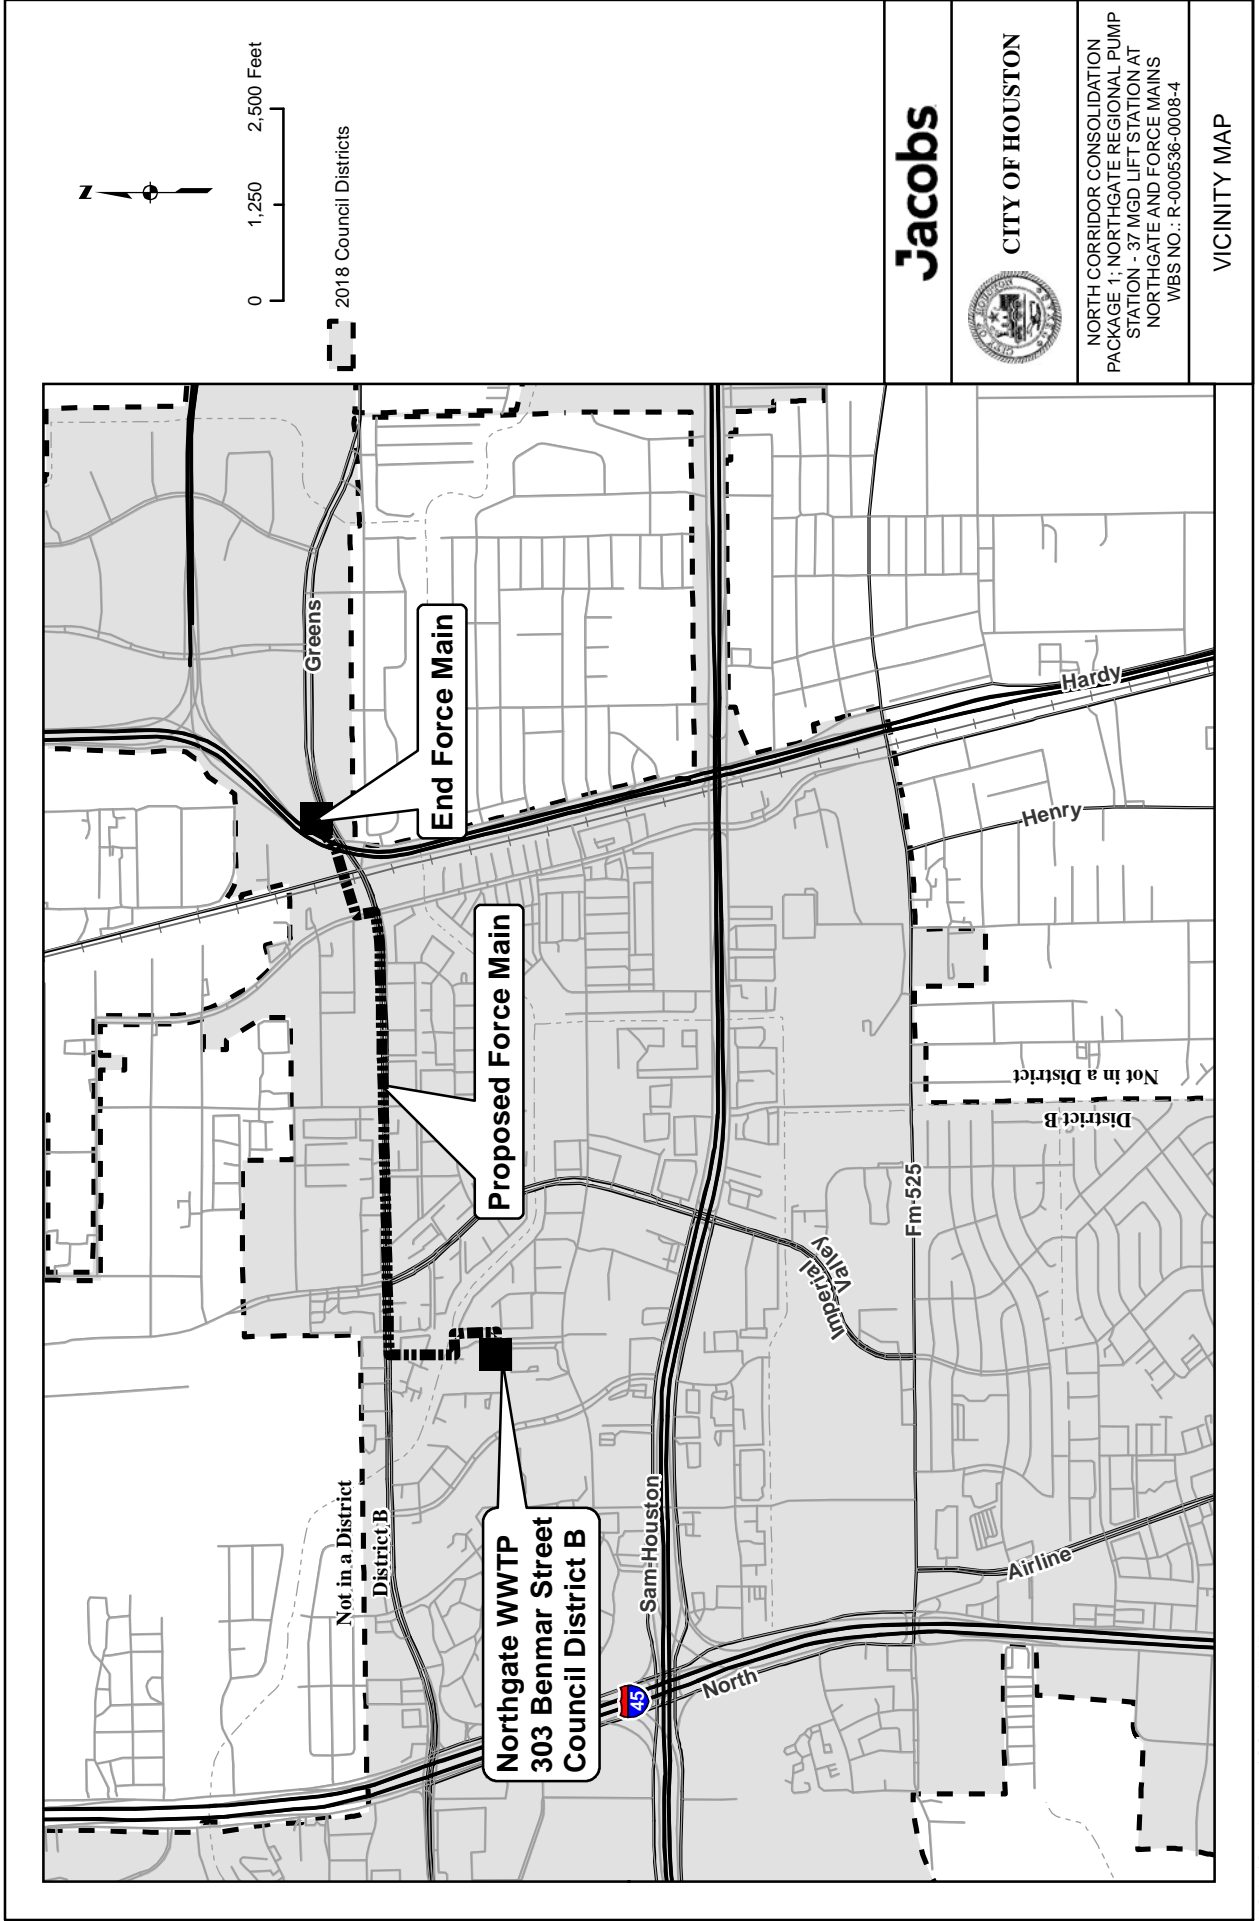 N
0 1,250 2,500 Feet
2018 Council Districts
Greens
End Force Main
Proposed Force Main
Northgate WWTP
303 Benmar Street
Council District B
Not in a District
District B
Sam Houston
45
North
Imperial
Valley
Fm-525
Airline
Hardy
Henry
Not in a District
District B
Jacobs
CITY OF HOUSTON
NORTH CORRIDOR CONSOLIDATION
PACKAGE 1; NORTHGATE REGIONAL PUMP
STATION - 37 MGD LIFT STATION AT
NORTHGATE AND FORCE MAINS
WBS NO.: R-000536-0008-4
VICINITY MAP